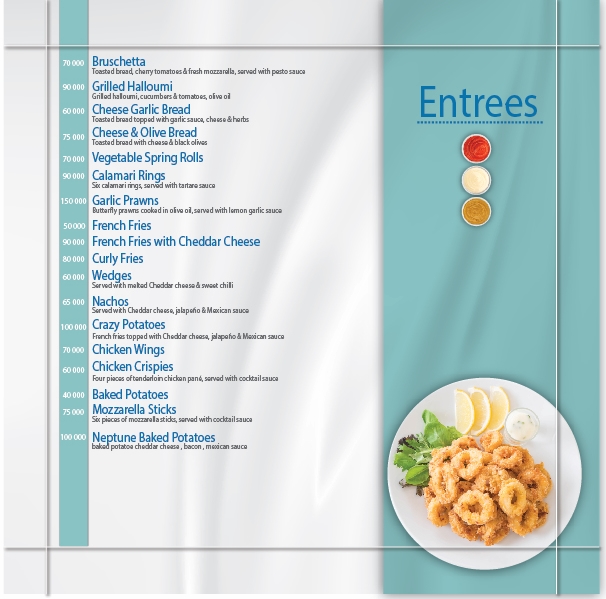 Entrees
70 000 Bruschetta
Toasted bread, cherry tomatoes & fresh mozzarella, served with pesto sauce
90 000 Grilled Halloumi
Grilled halloumi, cucumbers & tomatoes, olive oil
60 000 Cheese Garlic Bread
Toasted bread topped with garlic sauce, cheese & herbs
75 000 Cheese & Olive Bread
Toasted bread with cheese & black olives
70 000 Vegetable Spring Rolls
90 000 Calamari Rings
Six calamari rings, served with tartare sauce
150 000 Garlic Prawns
Butterfly prawns cooked in olive oil, served with lemon garlic sauce
50 000 French Fries
90 000 French Fries with Cheddar Cheese
80 000 Curly Fries
60 000 Wedges
Served with melted Cheddar cheese & sweet chilli
65 000 Nachos
Served with Cheddar cheese, jalapeño & Mexican sauce
100 000 Crazy Potatoes
French fries topped with Cheddar cheese, jalapeño & Mexican sauce
70 000 Chicken Wings
60 000 Chicken Crispies
Four pieces of tenderloin chicken pané, served with cocktail sauce
40 000 Baked Potatoes
75 000 Mozzarella Sticks
Six pieces of mozzarella sticks, served with cocktail sauce
100 000 Neptune Baked Potatoes
baked potatoe cheddar cheese , bacon , mexican sauce